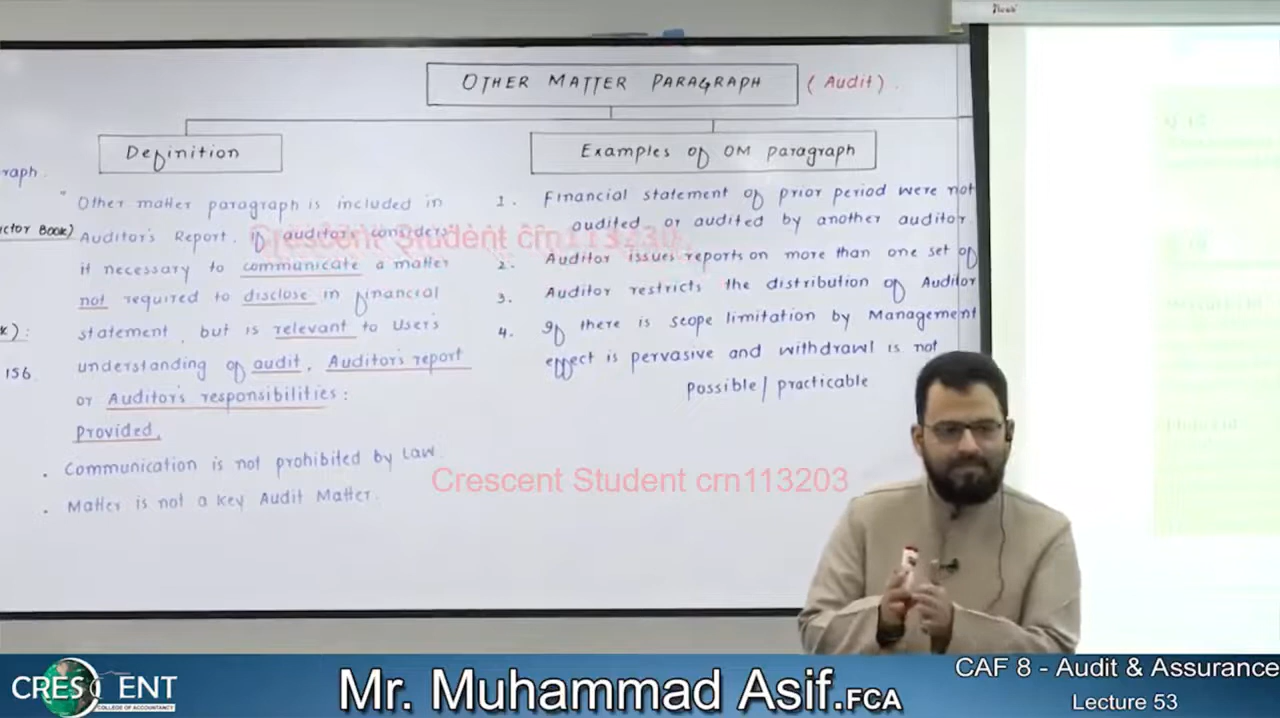 OTHER MATTER PARAGRAPH (Audit).
Definition
raph.
Other matter paragraph is included in
ctor Book)
Auditor's Report, if auditor considers
it necessary to communicate a matter
not required to disclose in financial
k):
statement, but is relevant to User's
156.
understanding of audit, Auditor's report
or Auditor's responsibilities:
Provided,
. Communication is not prohibited by Law.
. Matter is not a key Audit Matter.
Examples of OM paragraph
1. Financial statement of prior period were not
audited or audited by another auditor.
2. Auditor issues reports on more than one set of
3. Auditor restricts the distribution of Auditor
4. If there is scope limitation by Management
effect is pervasive and withdrawl is not
possible/practicable
Crescent Student crn113203
Crescent Student crn113203
CRESCENT
COLLEGE OF ACCOUNTANCY
Mr. Muhammad Asif.FCA
CAF 8 - Audit & Assurance
Lecture 53